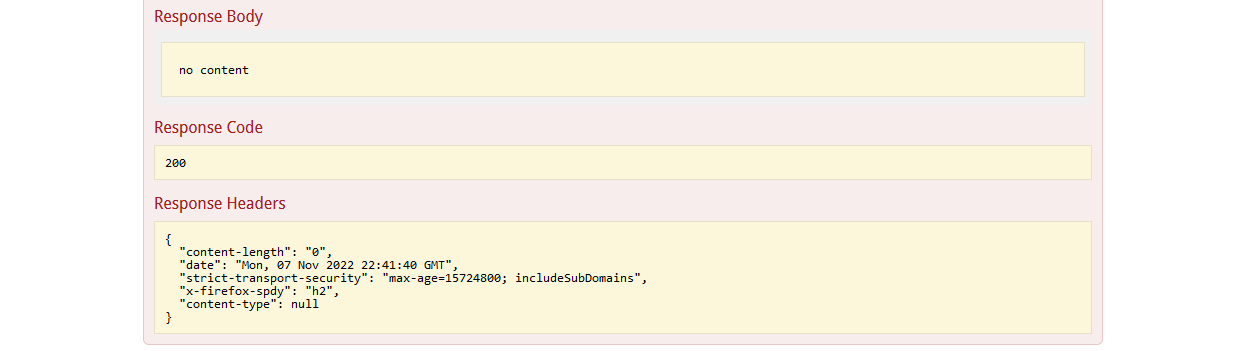 Response Body
no content
Response Code
200
Response Headers
{
  "content-length": "0",
  "date": "Mon, 07 Nov 2022 22:41:40 GMT",
  "strict-transport-security": "max-age=15724800; includeSubDomains",
  "x-firefox-spdy": "h2",
  "content-type": null
}